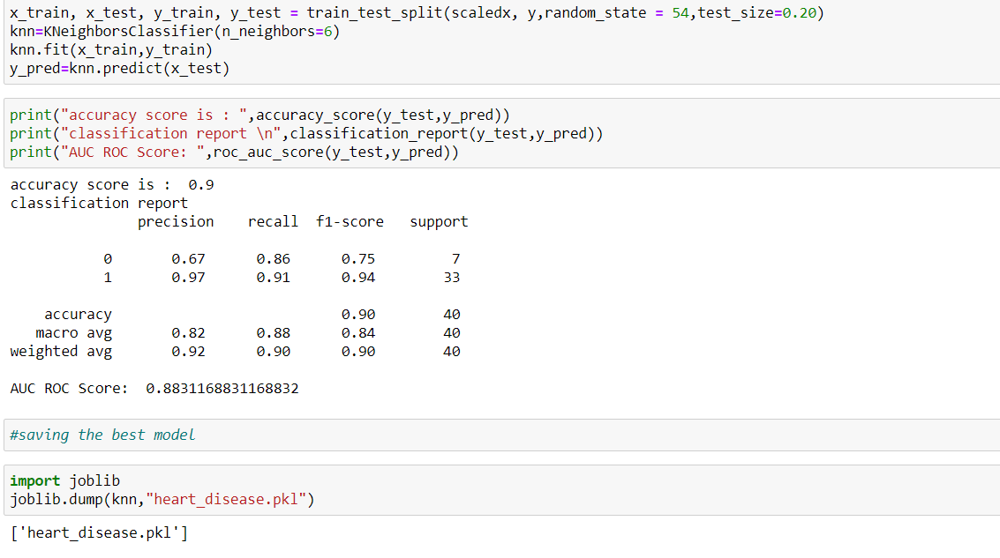 x_train, x_test, y_train, y_test = train_test_split(scaledx, y,random_state = 54,test_size=0.20)
knn=KNeighborsClassifier(n_neighbors=6)
knn.fit(x_train,y_train)
y_pred=knn.predict(x_test)
print("accuracy score is : ",accuracy_score(y_test,y_pred))
print("classification report \n",classification_report(y_test,y_pred))
print("AUC ROC Score: ",roc_auc_score(y_test,y_pred))
accuracy score is :  0.9
classification report
               precision    recall  f1-score   support
           0       0.67      0.86      0.75         7
           1       0.97      0.91      0.94        33
    accuracy                           0.90        40
   macro avg       0.82      0.88      0.84        40
weighted avg       0.92      0.90      0.90        40
AUC ROC Score:  0.8831168831168832
#saving the best model
import joblib
joblib.dump(knn,"heart_disease.pkl")
['heart_disease.pkl']